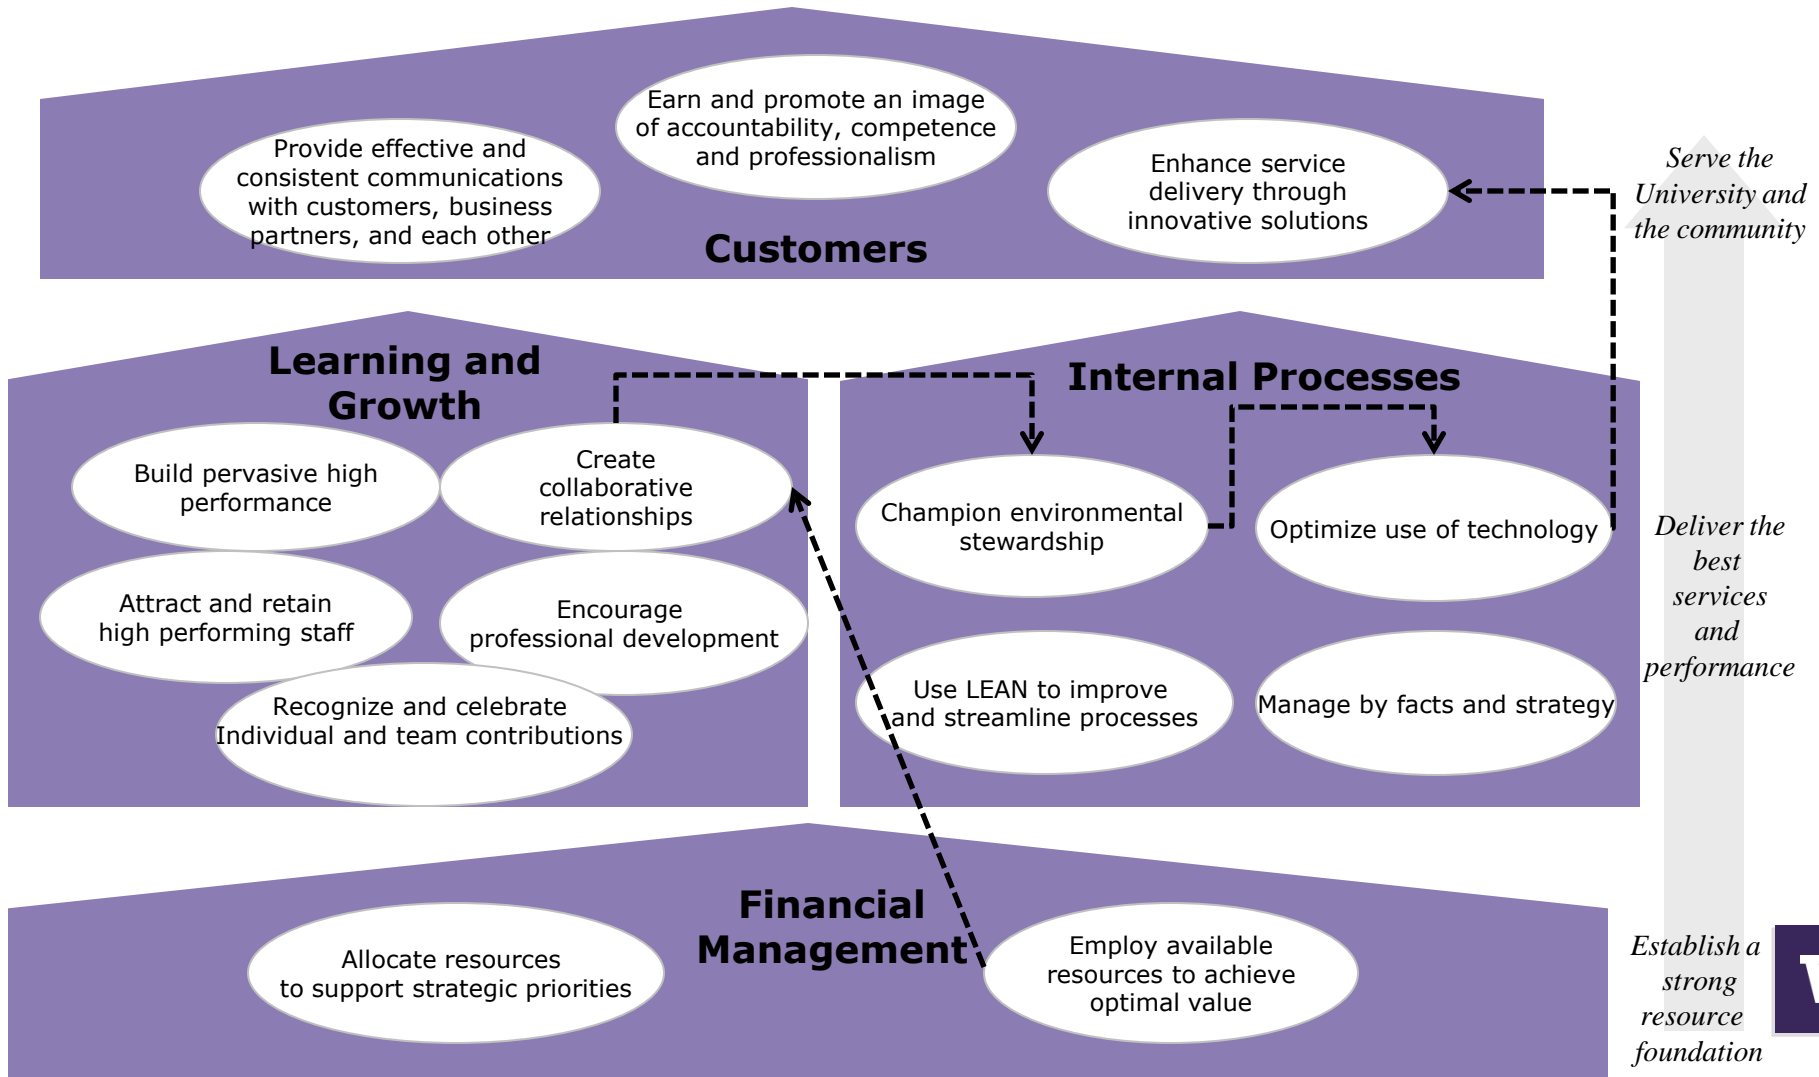 Earn and promote an image
of accountability, competence
and professionalism
Provide effective and
consistent communications
with customers, business
partners, and each other
Enhance service
delivery through
innovative solutions
Customers
Serve the
University and
the community
Learning and
Growth
Build pervasive high
performance
Create
collaborative
relationships
Attract and retain
high performing staff
Encourage
professional development
Recognize and celebrate
Individual and team contributions
Internal Processes
Champion environmental
stewardship
Optimize use of technology
Use LEAN to improve
and streamline processes
Manage by facts and strategy
Deliver the
best
services
and
performance
Financial
Management
Allocate resources
to support strategic priorities
Employ available
resources to achieve
optimal value
Establish a
strong
resource
foundation